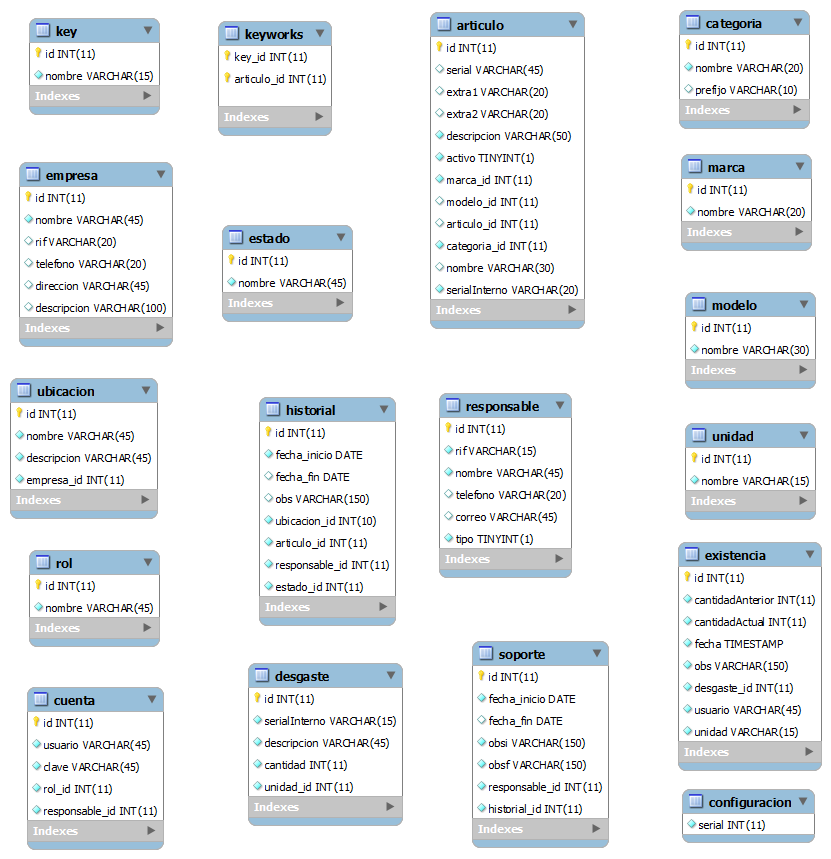 key
id INT(11)
nombre VARCHAR(15)
Indexes
keyworks
key_id INT(11)
articulo_id INT(11)
Indexes
articulo
id INT(11)
serial VARCHAR(45)
extra1 VARCHAR(20)
extra2 VARCHAR(20)
descripcion VARCHAR(50)
activo TINYINT(1)
marca_id INT(11)
modelo_id INT(11)
articulo_id INT(11)
categoria_id INT(11)
nombre VARCHAR(30)
serialInterno VARCHAR(20)
Indexes
categoria
id INT(11)
nombre VARCHAR(20)
prefijo VARCHAR(10)
Indexes
empresa
id INT(11)
nombre VARCHAR(45)
rif VARCHAR(20)
telefono VARCHAR(20)
direccion VARCHAR(45)
descripcion VARCHAR(100)
Indexes
estado
id INT(11)
nombre VARCHAR(45)
Indexes
marca
id INT(11)
nombre VARCHAR(20)
Indexes
modelo
id INT(11)
nombre VARCHAR(30)
Indexes
ubicacion
id INT(11)
nombre VARCHAR(45)
descripcion VARCHAR(45)
empresa_id INT(11)
Indexes
historial
id INT(11)
fecha_inicio DATE
fecha_fin DATE
obs VARCHAR(150)
ubicacion_id INT(10)
articulo_id INT(11)
responsable_id INT(11)
estado_id INT(11)
Indexes
responsable
id INT(11)
rif VARCHAR(15)
nombre VARCHAR(45)
telefono VARCHAR(20)
correo VARCHAR(45)
tipo TINYINT(1)
Indexes
unidad
id INT(11)
nombre VARCHAR(15)
Indexes
rol
id INT(11)
nombre VARCHAR(45)
Indexes
existencia
id INT(11)
cantidadAnterior INT(11)
cantidadActual INT(11)
fecha TIMESTAMP
obs VARCHAR(150)
desgaste_id INT(11)
usuario VARCHAR(45)
unidad VARCHAR(15)
Indexes
cuenta
id INT(11)
usuario VARCHAR(45)
clave VARCHAR(45)
rol_id INT(11)
responsable_id INT(11)
Indexes
desgaste
id INT(11)
serialInterno VARCHAR(15)
descripcion VARCHAR(45)
cantidad INT(11)
unidad_id INT(11)
Indexes
soporte
id INT(11)
fecha_inicio DATE
fecha_fin DATE
obsi VARCHAR(150)
obsf VARCHAR(150)
responsable_id INT(11)
historial_id INT(11)
Indexes
configuracion
serial INT(11)